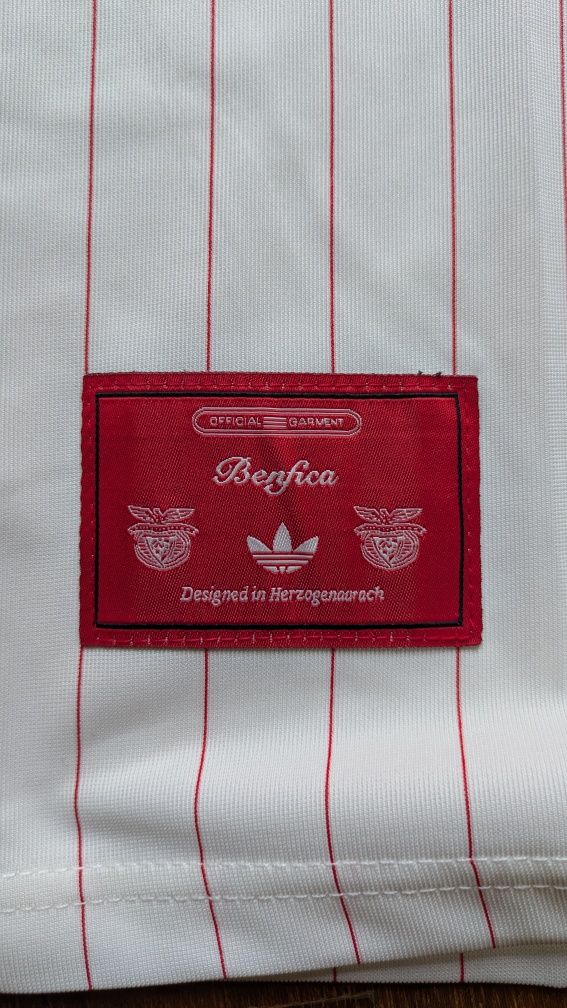 OFFICIAL GARMENT
Benfica
Designed in Herzogenaurach